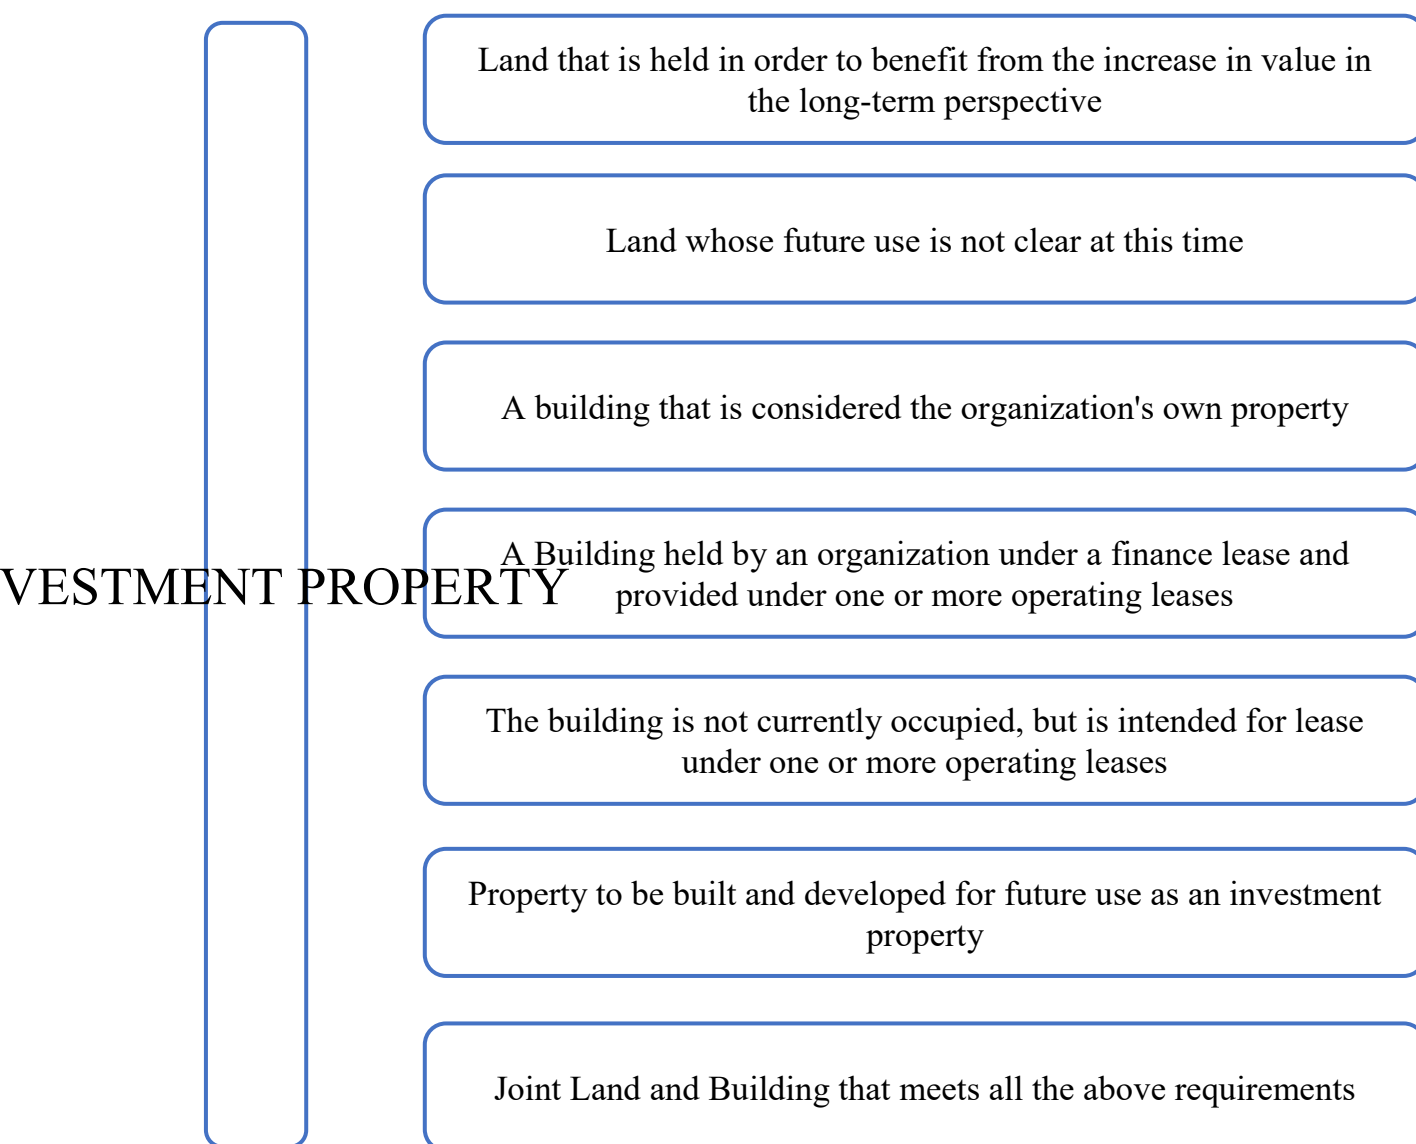 Land that is held in order to benefit from the increase in value in
the long-term perspective
Land whose future use is not clear at this time
A building that is considered the organization's own property
A Building held by an organization under a finance lease and
provided under one or more operating leases
VESTMENT PROPERTY
The building is not currently occupied, but is intended for lease
under one or more operating leases
Property to be built and developed for future use as an investment
property
Joint Land and Building that meets all the above requirements